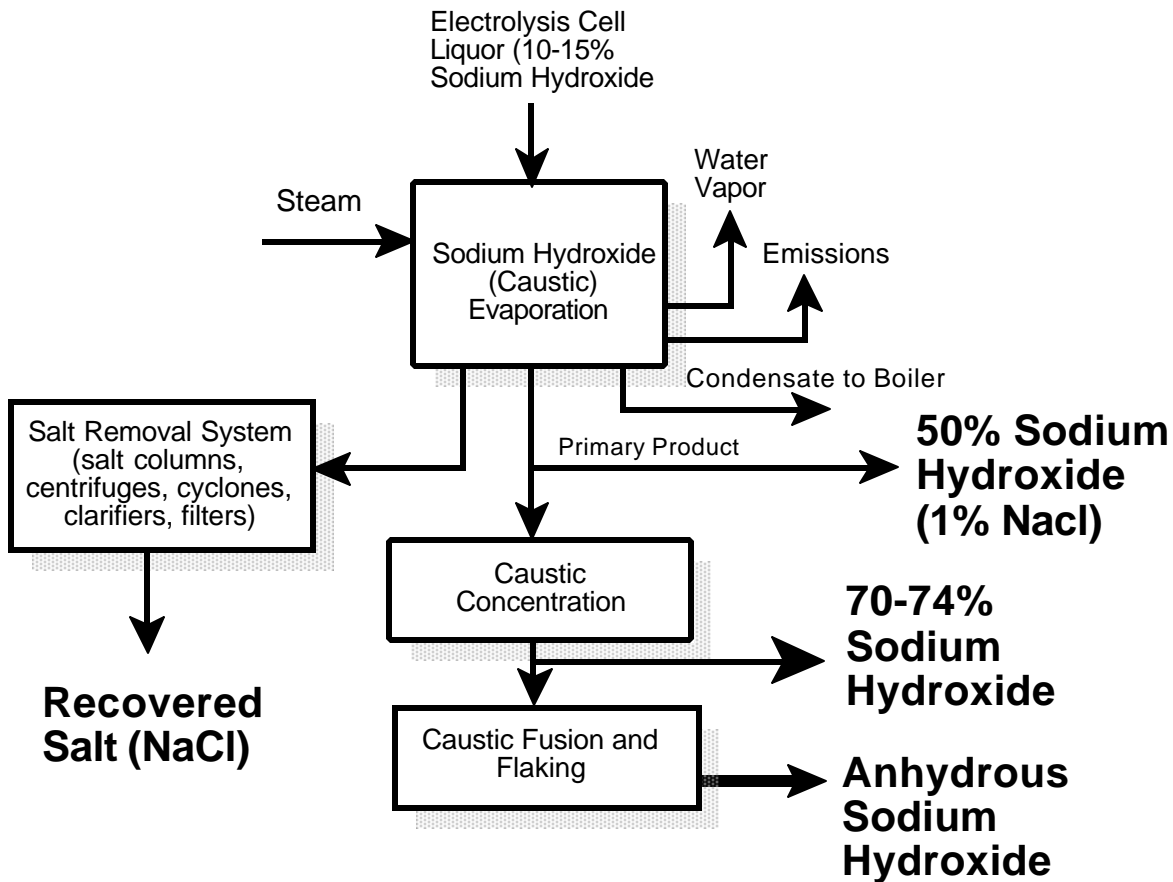 Electrolysis Cell
Liquor (10-15%
Sodium Hydroxide
Water
Vapor
Steam
Emissions
Sodium Hydroxide
(Caustic)
Evaporation
Condensate to Boiler
Salt Removal System
(salt columns,
centrifuges, cyclones,
clarifiers, filters)
Primary Product
50% Sodium
Hydroxide
(1% Nacl)
Caustic
Concentration
70-74%
Sodium
Hydroxide
Recovered
Salt (NaCl)
Caustic Fusion and
Flaking
Anhydrous
Sodium
Hydroxide